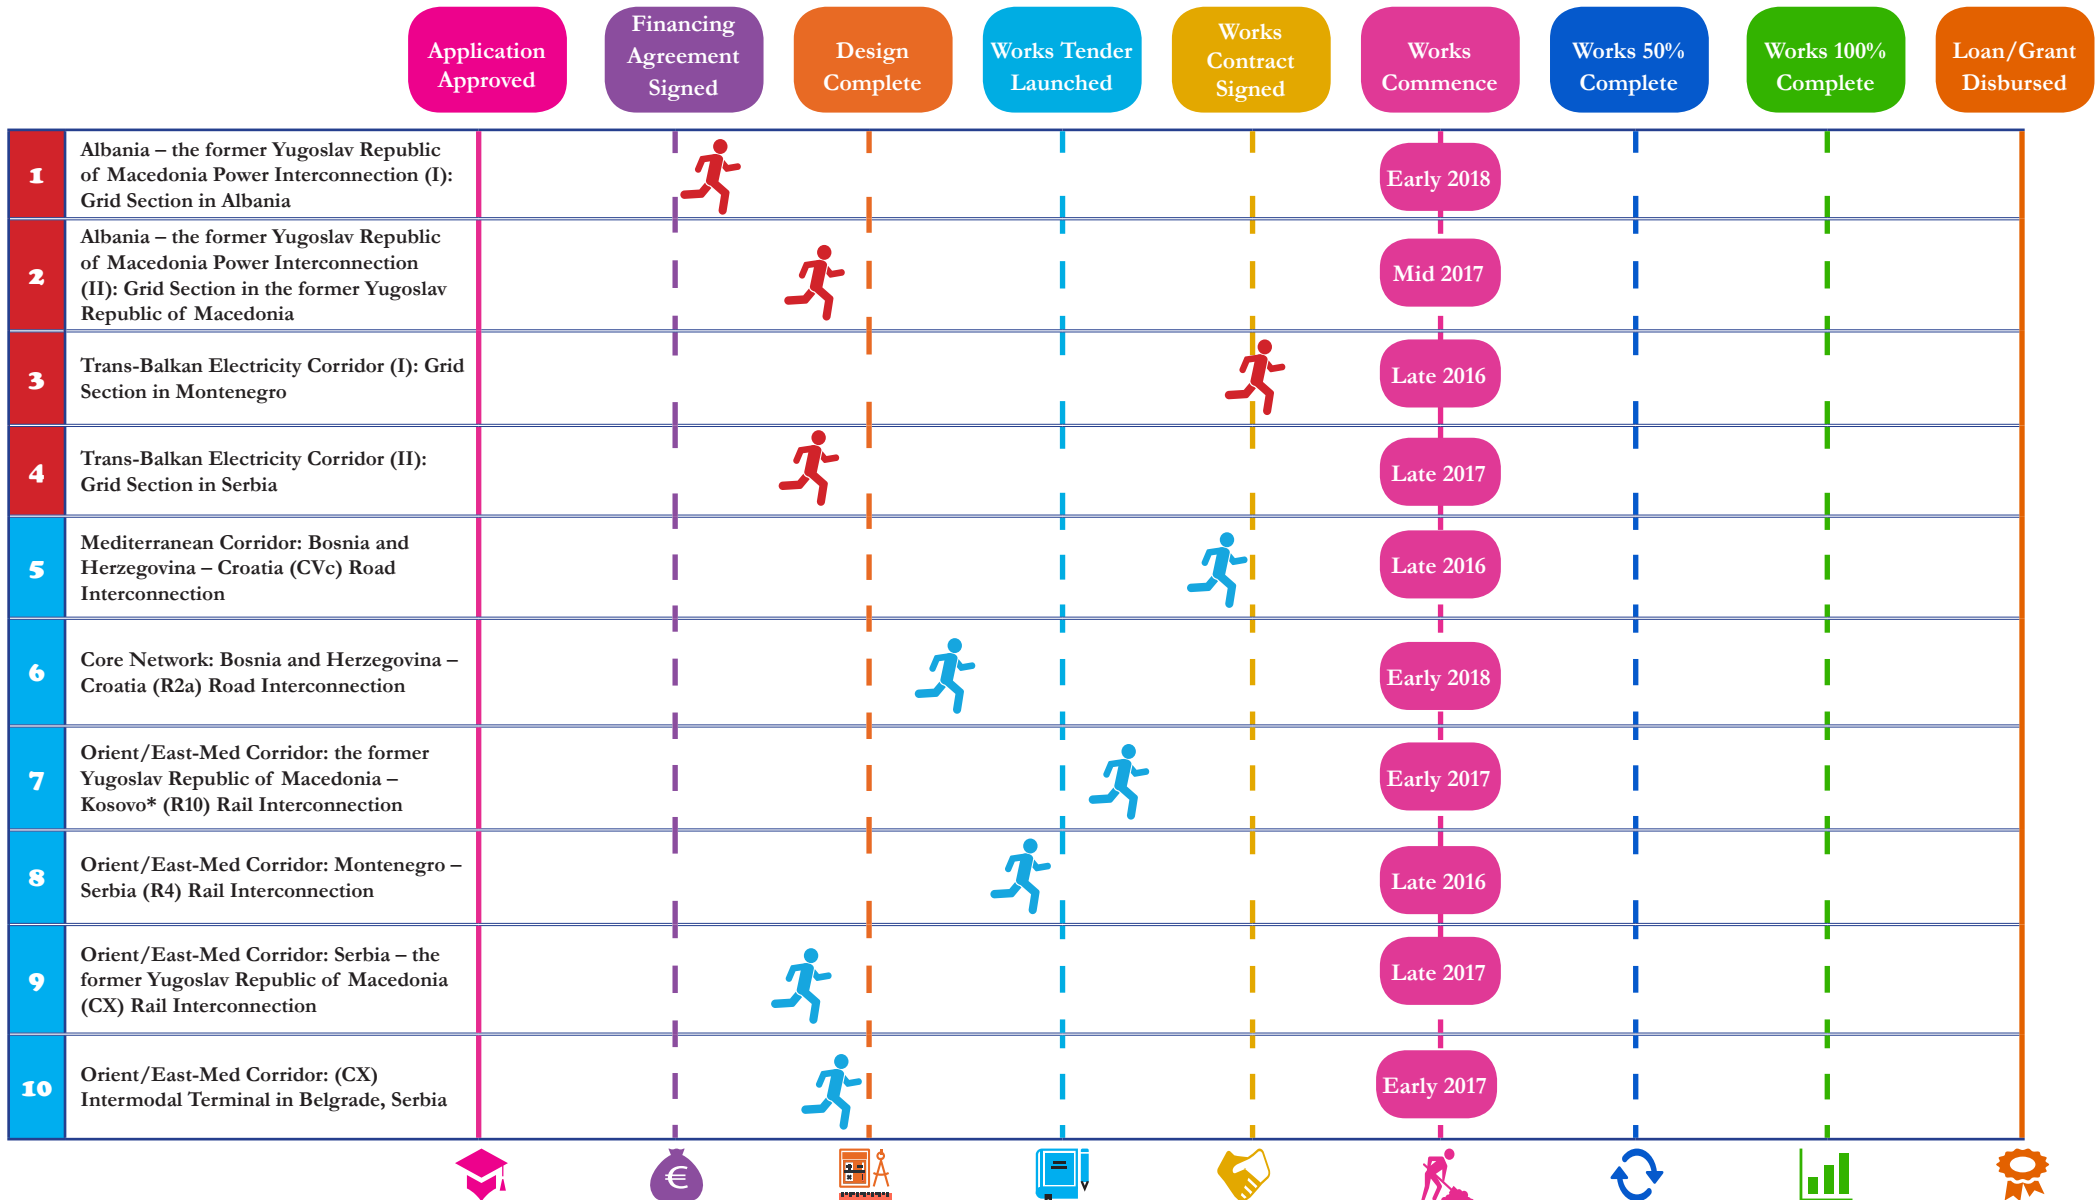 Application
Approved
Financing
Agreement
Signed
Design
Complete
Works Tender
Launched
Works
Contract
Signed
Works
Commence
Works 50%
Complete
Works 100%
Complete
Loan/Grant
Disbursed
1
Albania – the former Yugoslav Republic
of Macedonia Power Interconnection (I):
Grid Section in Albania
Early 2018
2
Albania – the former Yugoslav Republic
of Macedonia Power Interconnection
(II): Grid Section in the former Yugoslav
Republic of Macedonia
Mid 2017
3
Trans-Balkan Electricity Corridor (I): Grid
Section in Montenegro
Late 2016
4
Trans-Balkan Electricity Corridor (II):
Grid Section in Serbia
Late 2017
5
Mediterranean Corridor: Bosnia and
Herzegovina – Croatia (CVc) Road
Interconnection
Late 2016
6
Core Network: Bosnia and Herzegovina –
Croatia (R2a) Road Interconnection
Early 2018
7
Orient/East-Med Corridor: the former
Yugoslav Republic of Macedonia –
Kosovo* (R10) Rail Interconnection
Early 2017
8
Orient/East-Med Corridor: Montenegro –
Serbia (R4) Rail Interconnection
Late 2016
9
Orient/East-Med Corridor: Serbia – the
former Yugoslav Republic of Macedonia
(CX) Rail Interconnection
Late 2017
10
Orient/East-Med Corridor: (CX)
Intermodal Terminal in Belgrade, Serbia
Early 2017
€